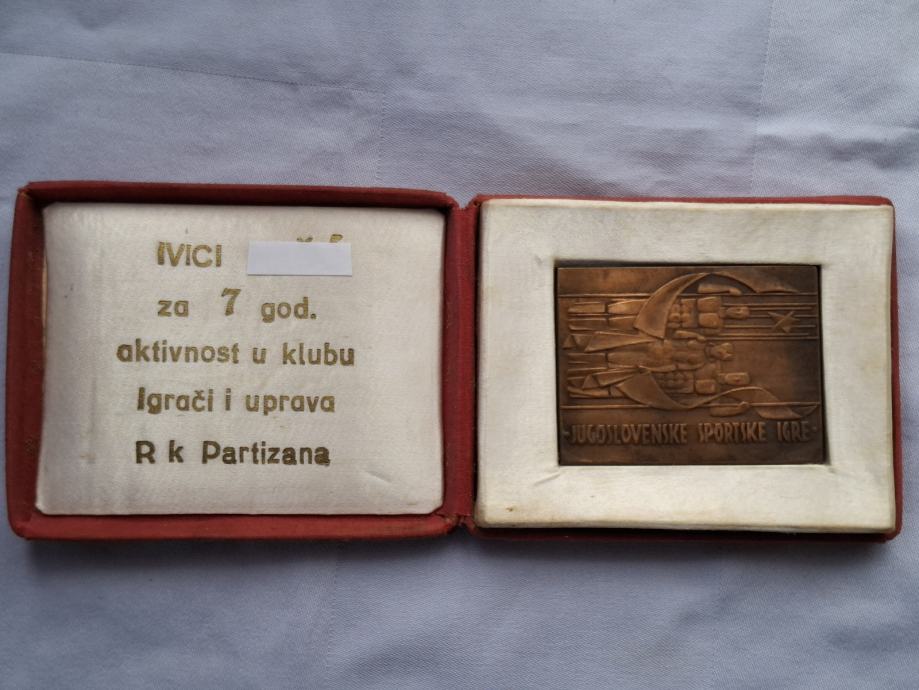 IVICI
za 7 god.
aktivnost u klubu
Igrači i uprava
R k Partizana
JUGOSLOVENSKE SPORTSKE IGRE